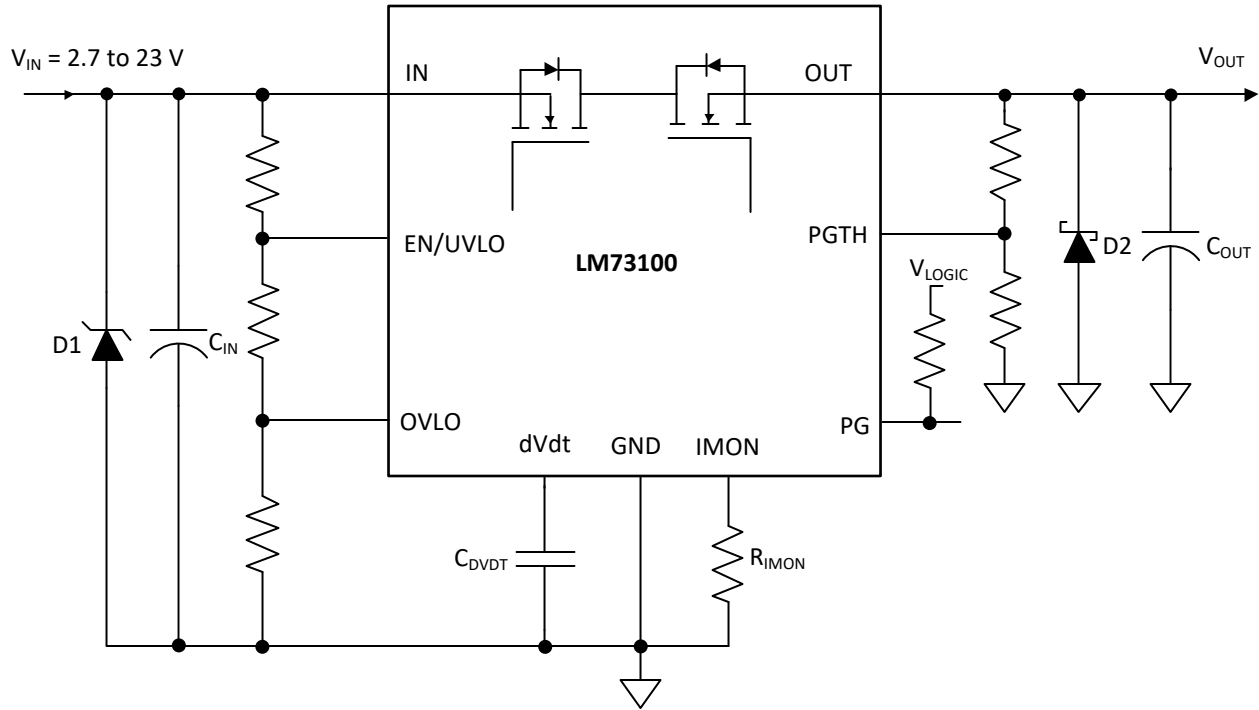 V_IN = 2.7 to 23 V
IN
OUT
V_OUT
EN/UVLO
PGTH
LM73100
V_LOGIC
D1
C_IN
D2
C_OUT
OVLO
PG
dVdt
GND
IMON
C_DVDT
R_IMON